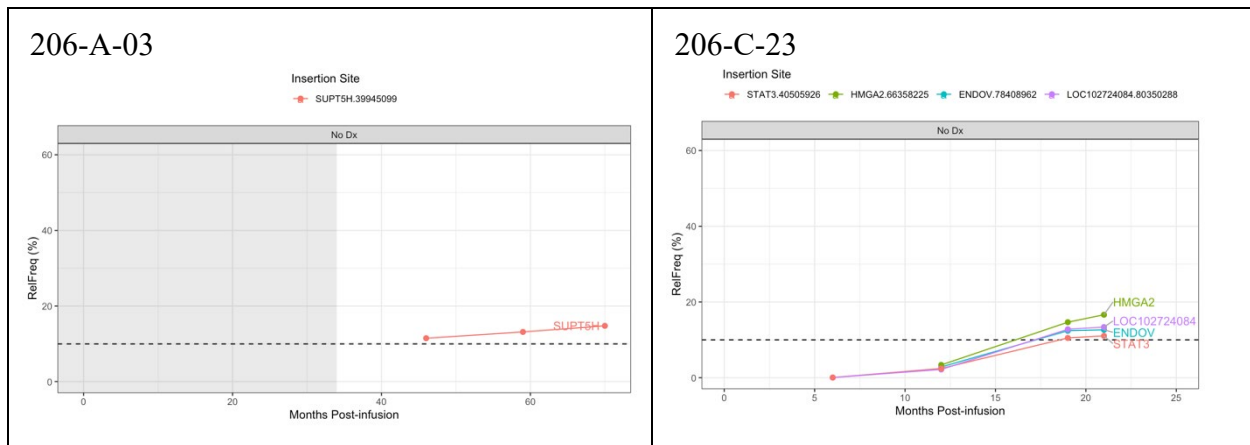 206-A-03
Insertion Site
SUPT5H.39945099
No Dx
60
40
20
0
RelFreq (%)
SUPT5H
0 20 40 60
Months Post-infusion
206-C-23
Insertion Site
STAT3.40505926 HMGA2.66358225 ENDOV.78408962 LOC102724084.80350288
No Dx
60
40
20
0
RelFreq (%)
HMGA2
LOC102724084
ENDOV
STAT3
0 5 10 15 20 25
Months Post-infusion